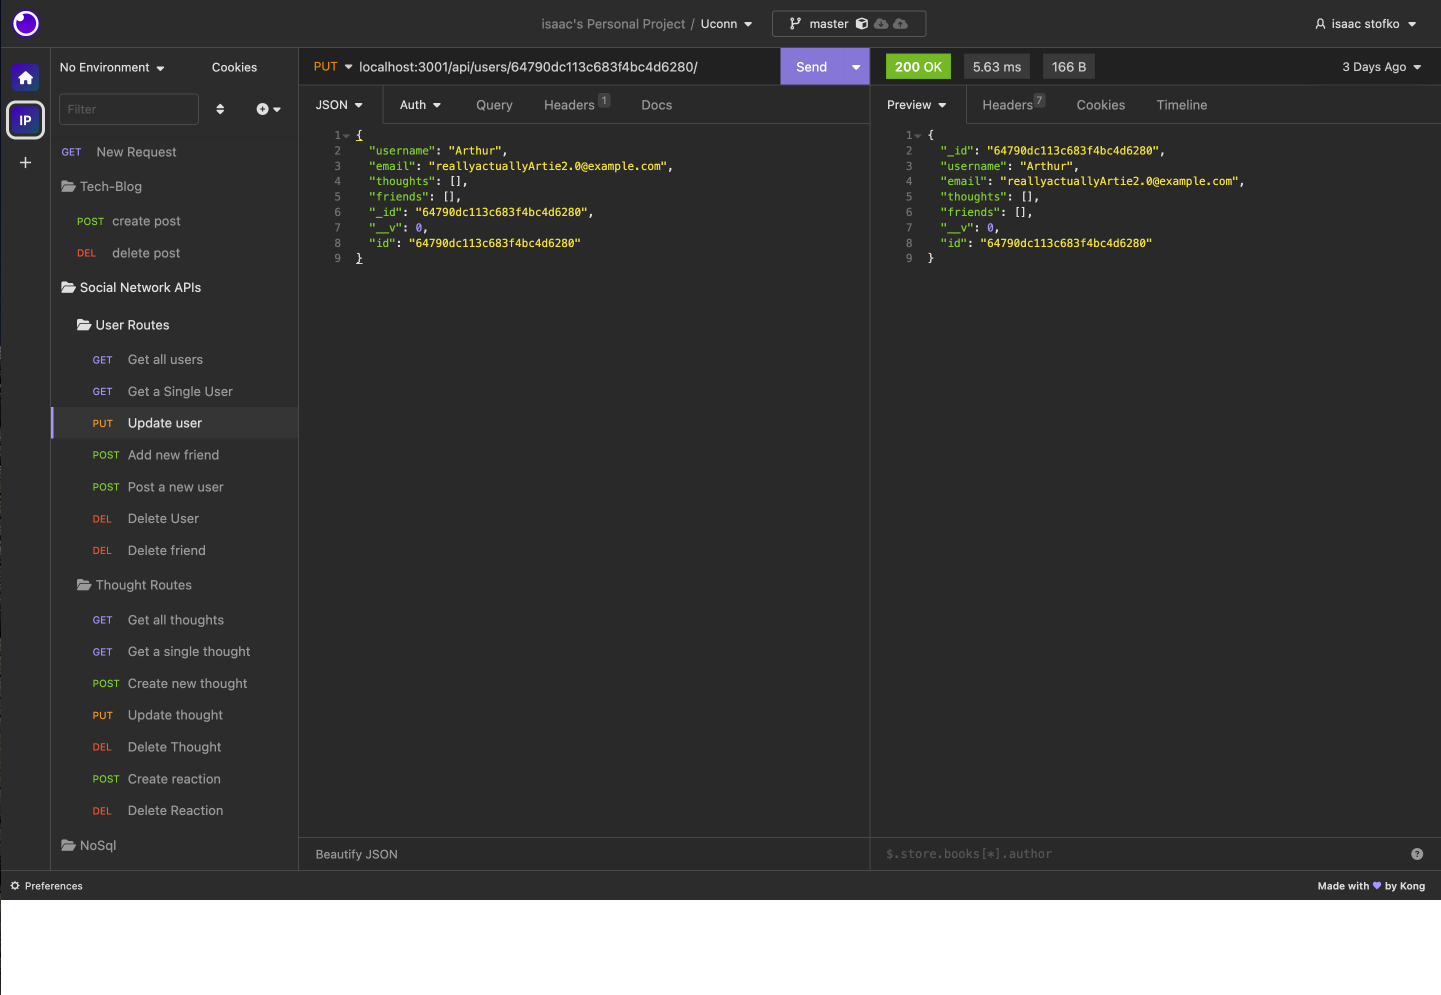 isaac's Personal Project / Uconn master isaac stofko
No Environment Cookies
PUT localhost:3001/api/users/64790dc113c683f4bc4d6280/ Send
200 OK 5.63 ms 166 B 3 Days Ago
IP
Filter
JSON Auth Query Headers 1 Docs
Preview Headers 7 Cookies Timeline
GET New Request
Tech-Blog
POST create post
DEL delete post
Social Network APIs
User Routes
GET Get all users
GET Get a Single User
PUT Update user
POST Add new friend
POST Post a new user
DEL Delete User
DEL Delete friend
Thought Routes
GET Get all thoughts
GET Get a single thought
POST Create new thought
PUT Update thought
DEL Delete Thought
POST Create reaction
DEL Delete Reaction
NoSql
1 {
2 "username": "Arthur",
3 "email": "reallyactuallyArtie2.0@example.com",
4 "thoughts": [],
5 "friends": [],
6 "_id": "64790dc113c683f4bc4d6280",
7 "__v": 0,
8 "id": "64790dc113c683f4bc4d6280"
9 }
Beautify JSON
1 {
2 "_id": "64790dc113c683f4bc4d6280",
3 "username": "Arthur",
4 "email": "reallyactuallyArtie2.0@example.com",
5 "thoughts": [],
6 "friends": [],
7 "__v": 0,
8 "id": "64790dc113c683f4bc4d6280"
9 }
$.store.books[*].author
Preferences
Made with 💜 by Kong